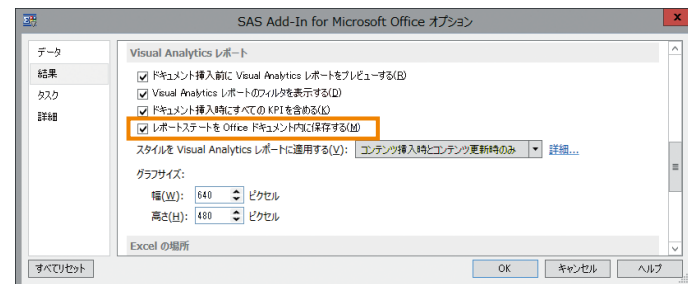 SAS Add-In for Microsoft Office オプション
データ
結果
タスク
詳細
Visual Analytics レポート
ドキュメント挿入前に Visual Analytics レポートをプレビューする(R)
Visual Analytics レポートのフィルタを表示する(D)
ドキュメント挿入時にすべての KPI を含める(K)
レポートステートを Office ドキュメント内に保存する(M)
スタイルを Visual Analytics レポートに適用する(V): コンテンツ挿入時とコンテンツ更新時のみ 詳細...
グラフサイズ:
幅(W): 640 ピクセル
高さ(H): 480 ピクセル
Excel の場所
すべてリセット OK キャンセル ヘルプ